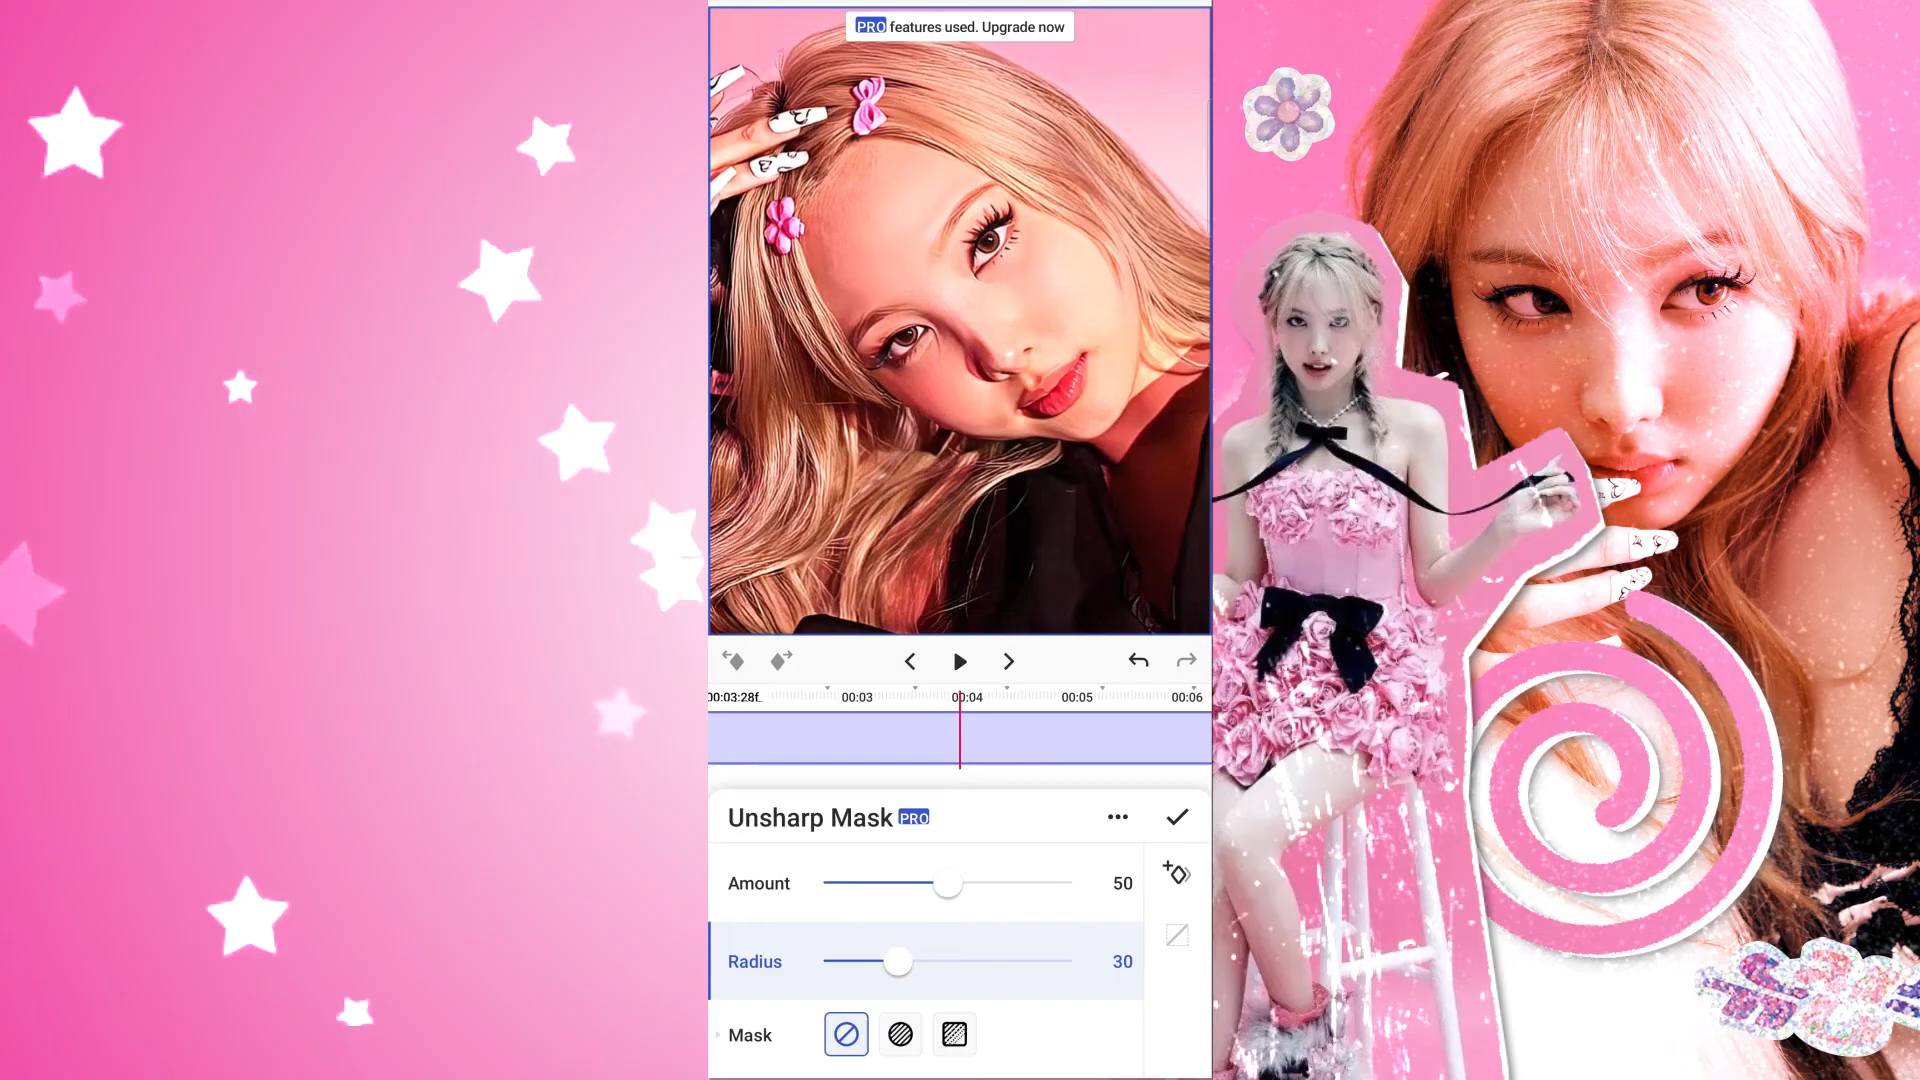 PRO features used. Upgrade now
00:03:28f 00:03 00:04 00:05 00:06
Unsharp Mask PRO
Amount 50
Radius 30
Mask